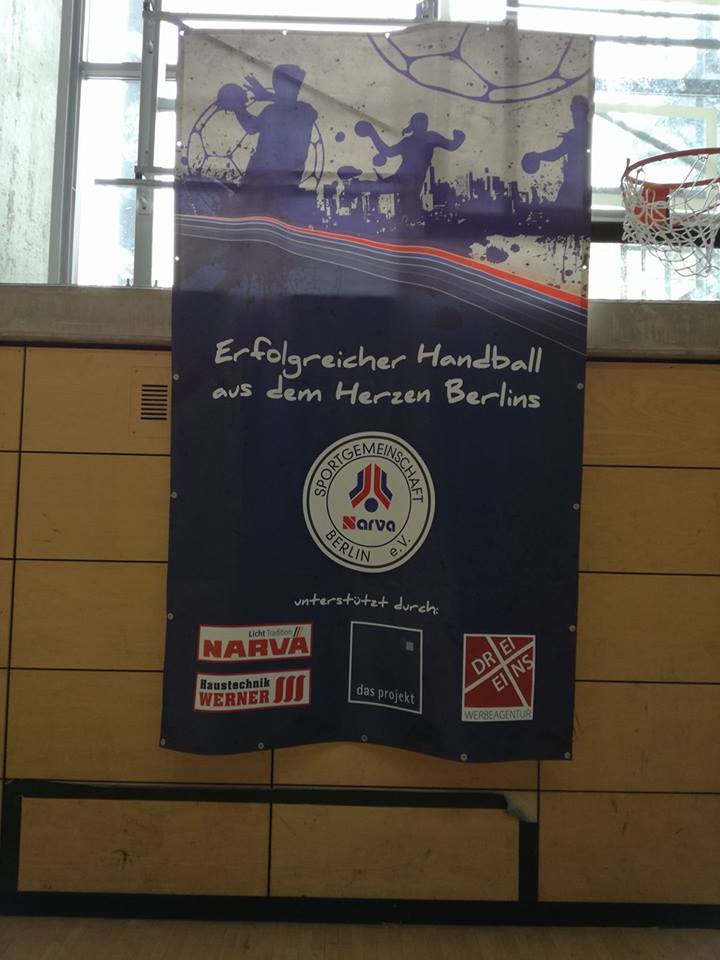 Erfolgreicher Handball
aus dem Herzen Berlins
SPORTGEMEINSCHAFT
Narva
BERLIN e.V.
unterstützt durch:
Licht Tradition
NARVA
Haustechnik
WERNER
das projekt
DREI
EINS
WERBEAGENTUR